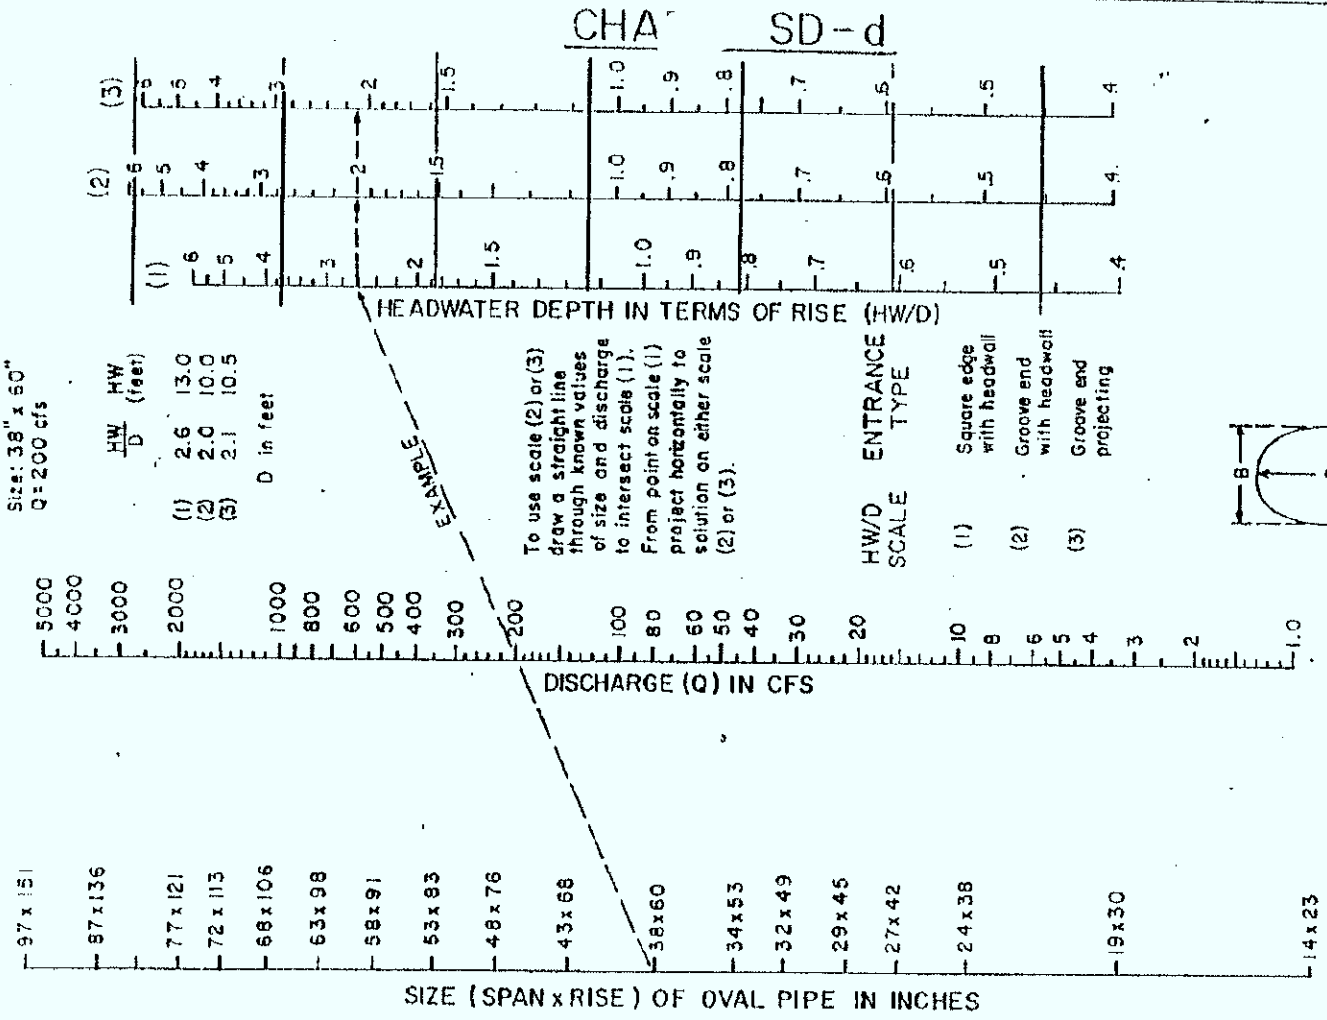 CHA SD-d
(3)
6 5 4 3 2 1.5 1.0 .9 .8 .7 .6 .5 .4
(2)
6 5 4 3 2 1.5 1.0 .9 .8 .7 .6 .5 .4
(1)
6 5 4 3 2 1.5 1.0 .9 .8 .7 .6 .5 .4
HEADWATER DEPTH IN TERMS OF RISE (HW/D)
Size: 38" x 60"
Q = 200 cfs
HW/D HW (feet)
(1) 2.6 13.0
(2) 2.0 10.0
(3) 2.1 10.5
D in feet
EXAMPLE
To use scale (2) or (3)
draw a straight line
through known values
of size and discharge
to intersect scale (1).
From point on scale (1)
project horizontally to
solution on either scale
(2) or (3).
HW/D ENTRANCE
SCALE TYPE
(1) Square edge
with headwall
(2) Groove end
with headwall
(3) Groove end
projecting
B
5000 4000 3000 2000 1000 800 600 500 400 300 200 100 80 60 50 40 30 20 10 8 6 5 4 3 2 1.0
DISCHARGE (Q) IN CFS
97 x 151
87 x 136
77 x 121
72 x 113
68 x 106
63 x 98
58 x 91
53 x 83
48 x 76
43 x 68
38 x 60
34 x 53
32 x 49
29 x 45
27 x 42
24 x 38
19 x 30
14 x 23
SIZE (SPAN x RISE) OF OVAL PIPE IN INCHES